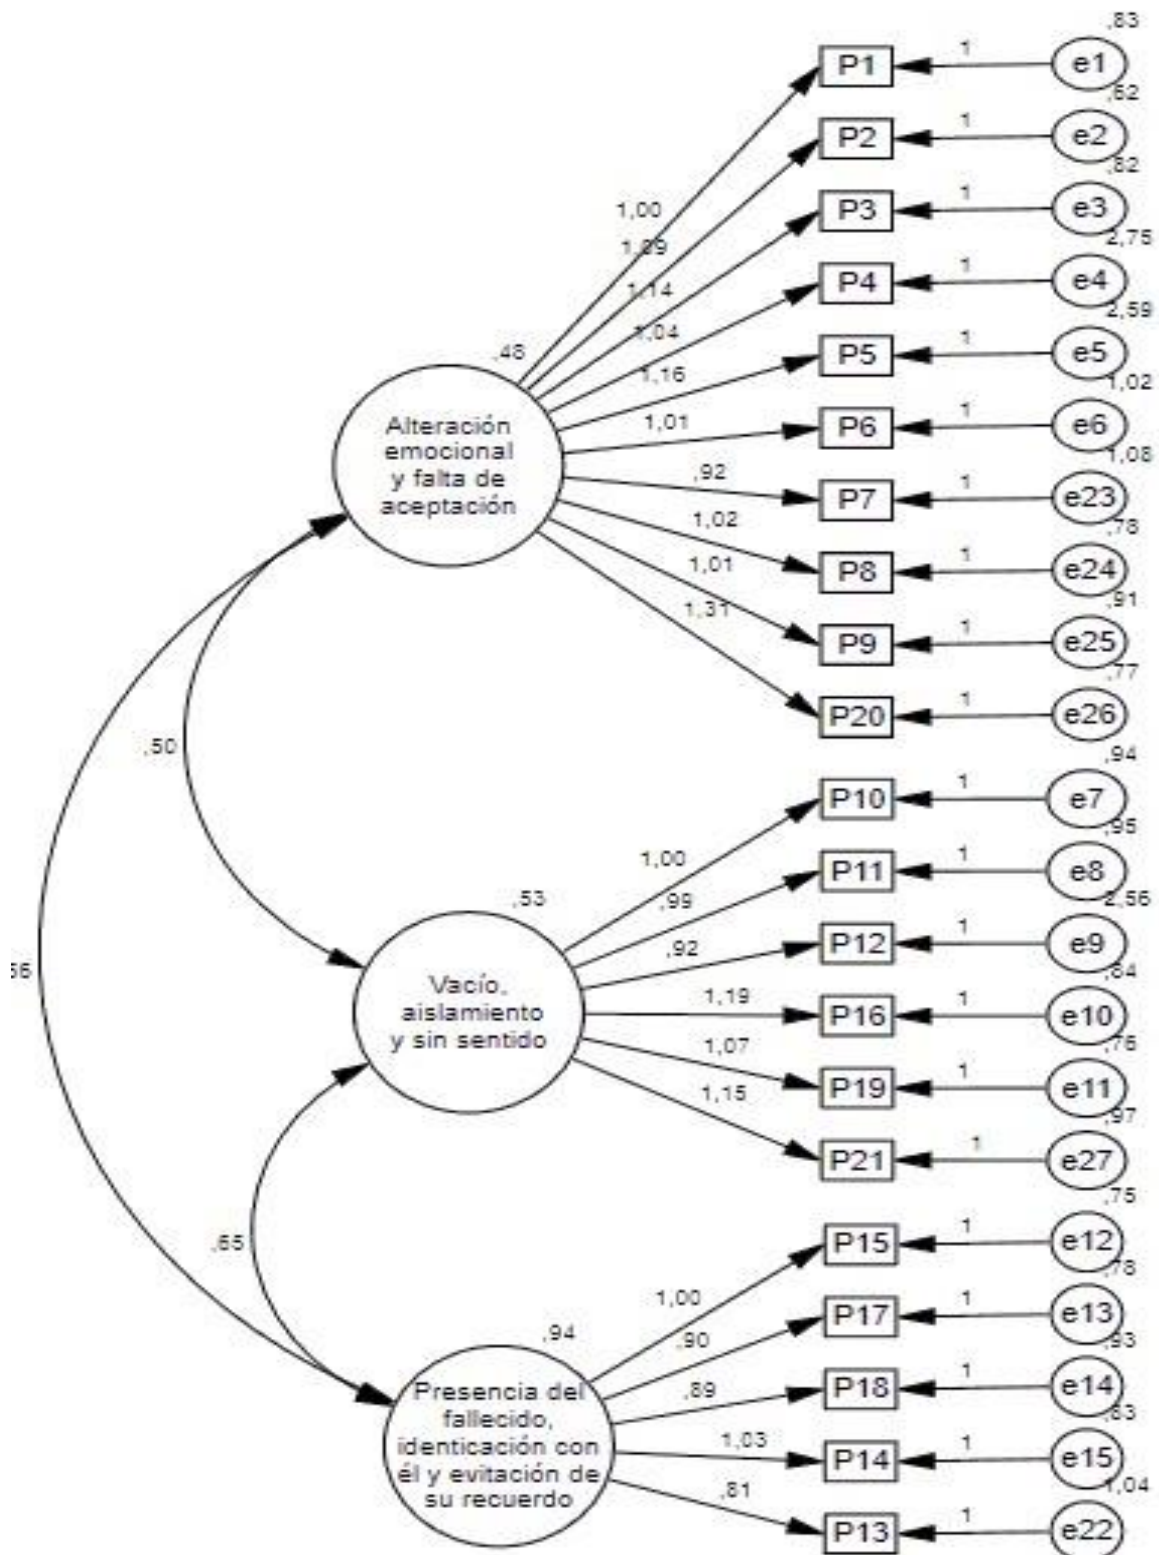 ,83
P1
1
e1
,62
P2
1
e2
,82
1,00
P3
1
e3
2,75
P4
1
e4
1,14
2,59
,48
1,04
P5
1
e5
1,16
1,02
Alteración
emocional
y falta de
aceptación
1,01
P6
1
e6
1,08
,92
P7
1
e23
,78
1,02
P8
1
e24
,91
1,01
P9
1
e25
,77
1,31
P20
1
e26
,50
,94
P10
1
e7
,95
1,00
P11
1
e8
2,56
,53
,99
P12
1
e9
,84
,92
Vacío,
aislamiento
y sin sentido
1,19
P16
1
e10
,76
1,07
P19
1
e11
,97
1,15
P21
1
e27
,75
,65
P15
1
e12
,78
1,00
P17
1
e13
,93
,94
,90
P18
1
e14
,83
,89
Presencia del
fallecido,
identicación con
él y evitación de
su recuerdo
1,03
P14
1
e15
1,04
,81
P13
1
e22